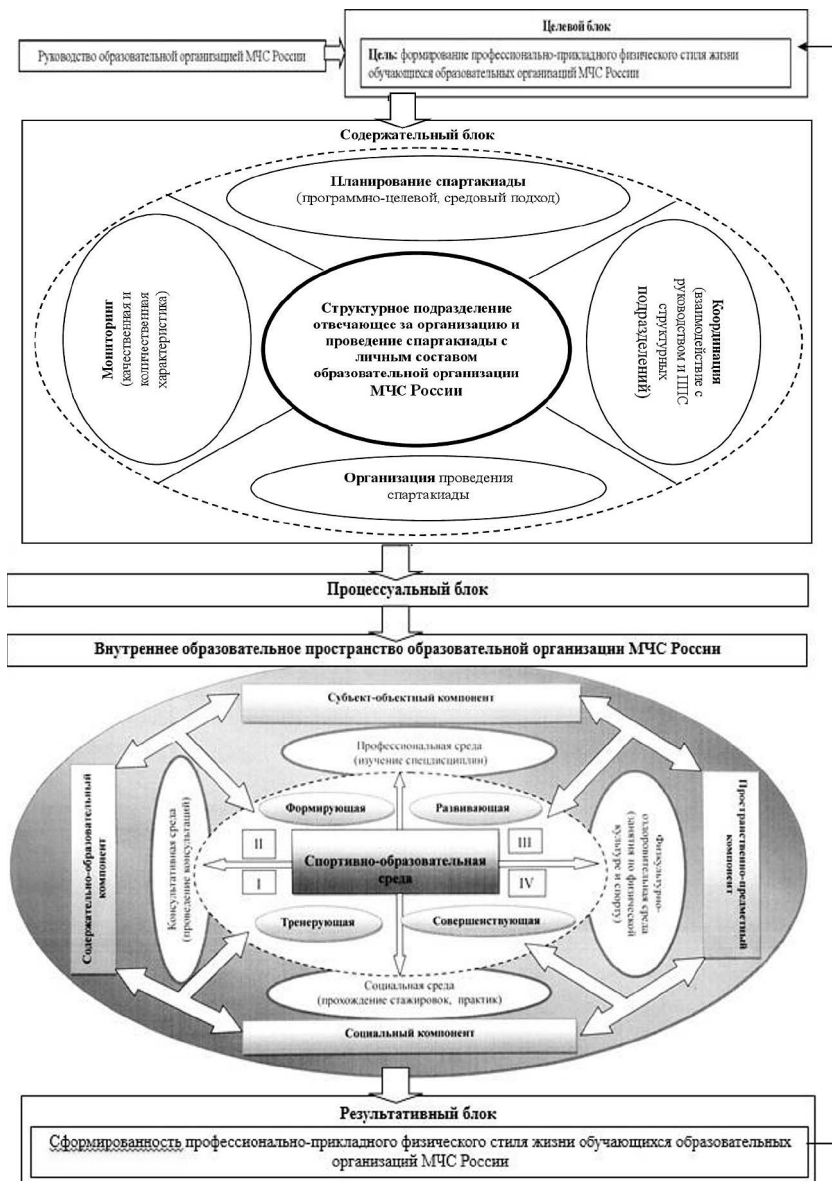 Целевой блок
Руководство образовательной организацией МЧС России
Цель: формирование профессионально-прикладного физического стиля жизни
обучающихся образовательных организаций МЧС России
Содержательный блок
Планирование спартакиады
(программно-целевой, средовый подход)
Мониторинг
(качественная и
количественная
характеристика)
Структурное подразделение
отвечающее за организацию и
проведение спартакиады с
личным составом
образовательной организации
МЧС России
Координация
(взаимодействие с
руководством и ППС
структурных
подразделений)
Организация проведения
спартакиады
Процессуальный блок
Внутреннее образовательное пространство образовательной организации МЧС России
Субъект-объектный компонент
Профессиональная среда
(изучение спецдисциплин)
Содержательно-образовательный
компонент
Консультативная среда
(проведение консультаций)
Формирующая
Развивающая
II
III
Спортивно-образовательная
среда
I
IV
Тренерующая
Совершенствующая
Физкультурно-
оздоровительная среда
(занятия по физической
культуре и спорту)
Пространственно-предметный
компонент
Социальная среда
(прохождение стажировок, практик)
Социальный компонент
Результативный блок
Сформированность профессионально-прикладного физического стиля жизни обучающихся образовательных
организаций МЧС России